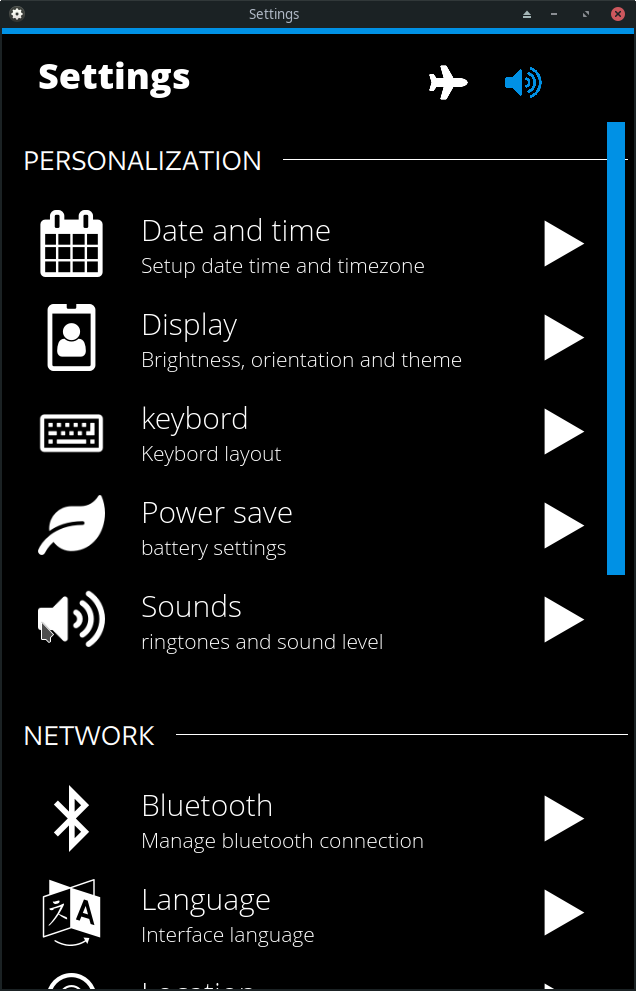 Settings
Settings
PERSONALIZATION
Date and time
Setup date time and timezone
Display
Brightness, orientation and theme
keybord
Keybord layout
Power save
battery settings
Sounds
ringtones and sound level
NETWORK
Bluetooth
Manage bluetooth connection
Language
Interface language
Location